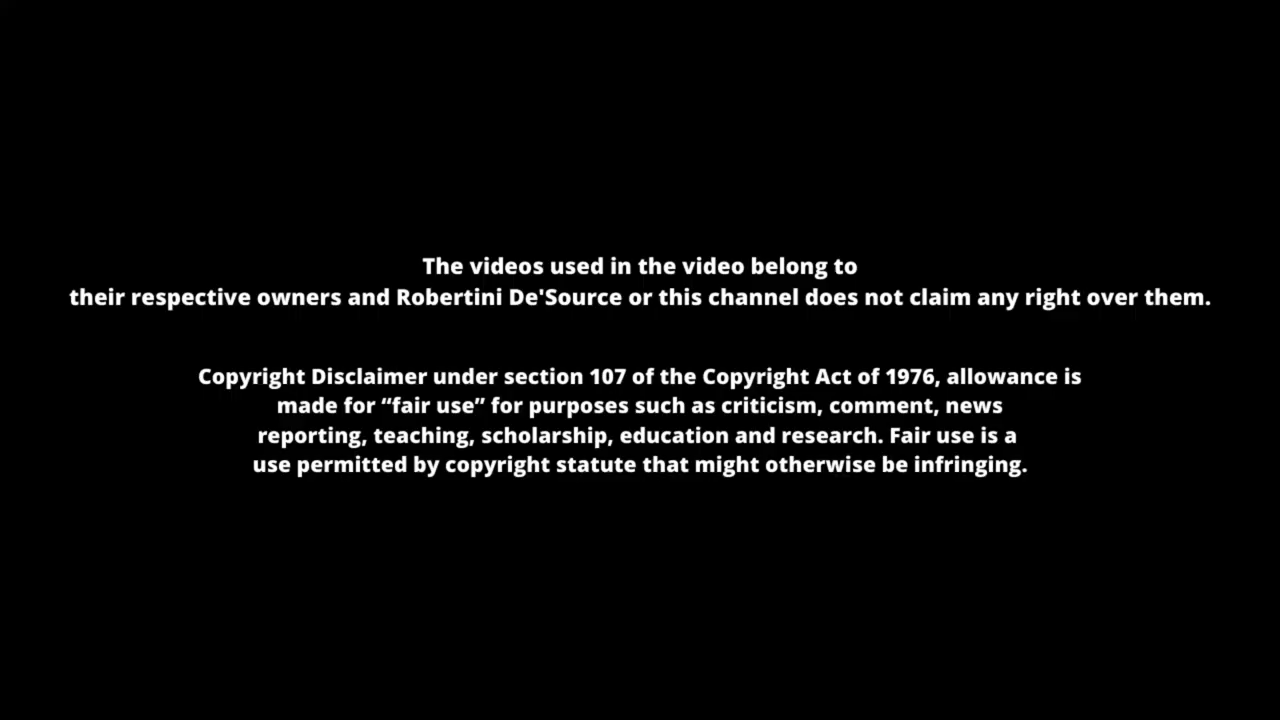 The videos used in the video belong to
their respective owners and Robertini De'Source or this channel does not claim any right over them.
Copyright Disclaimer under section 107 of the Copyright Act of 1976, allowance is
made for “fair use” for purposes such as criticism, comment, news
reporting, teaching, scholarship, education and research. Fair use is a
use permitted by copyright statute that might otherwise be infringing.